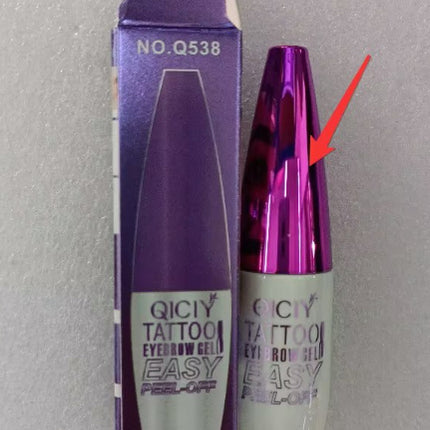 NO.Q538
QICIY
TATTOO
EYEBROW GEL
EASY
PEEL-OFF
QICIY
TATTOO
EYEBROW GEL
EASY
PEEL-OFF